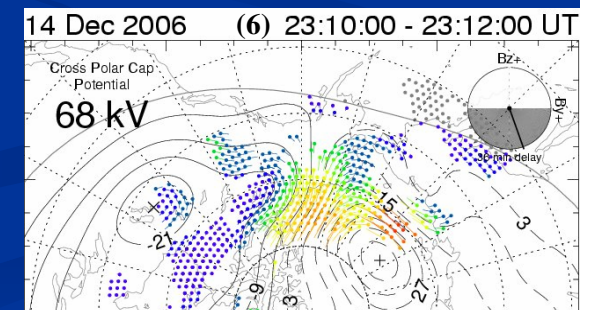 14 Dec 2006 (6) 23:10:00 - 23:12:00 UT
Cross Polar Cap
Potential
68 kV
Bz+
By+
36 min delay
-21
15
3
-9
3
27